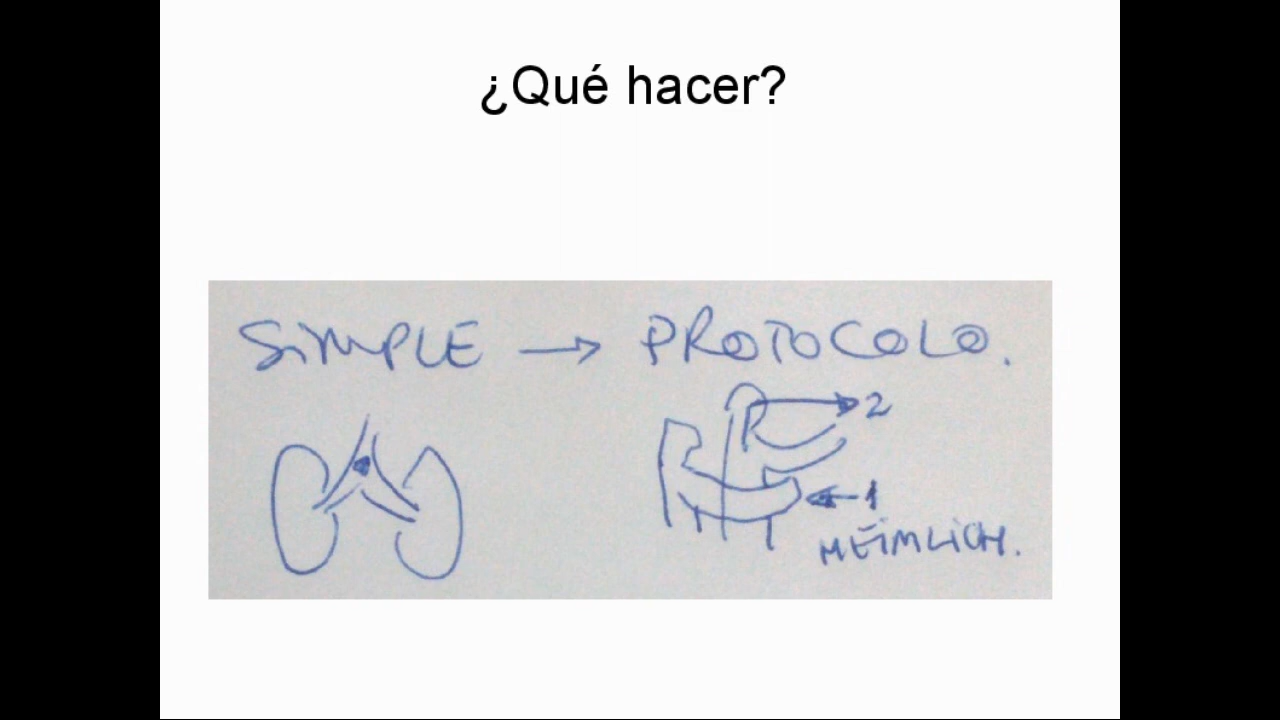 ¿Qué hacer?
SiMPLE → PROTOCOLO.
2
1
HEiMLiCH.